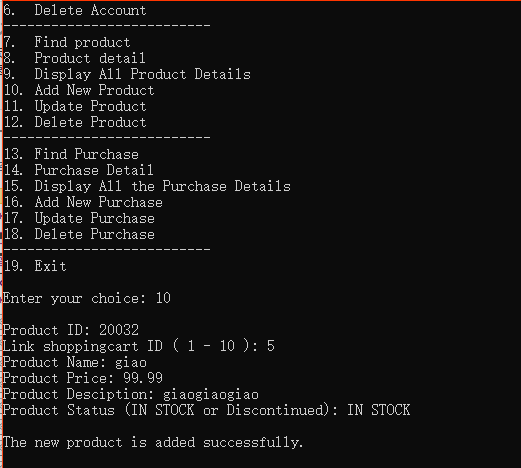 6.  Delete Account
--------------------------
7.  Find product
8.  Product detail
9.  Display All Product Details
10. Add New Product
11. Update Product
12. Delete Product
--------------------------
13. Find Purchase
14. Purchase Detail
15. Display All the Purchase Details
16. Add New Purchase
17. Update Purchase
18. Delete Purchase
--------------------------
19. Exit
Enter your choice: 10
Product ID: 20032
Link shoppingcart ID ( 1 - 10 ): 5
Product Name: giao
Product Price: 99.99
Product Desciption: giaogiaogiao
Product Status (IN STOCK or Discontinued): IN STOCK
The new product is added successfully.